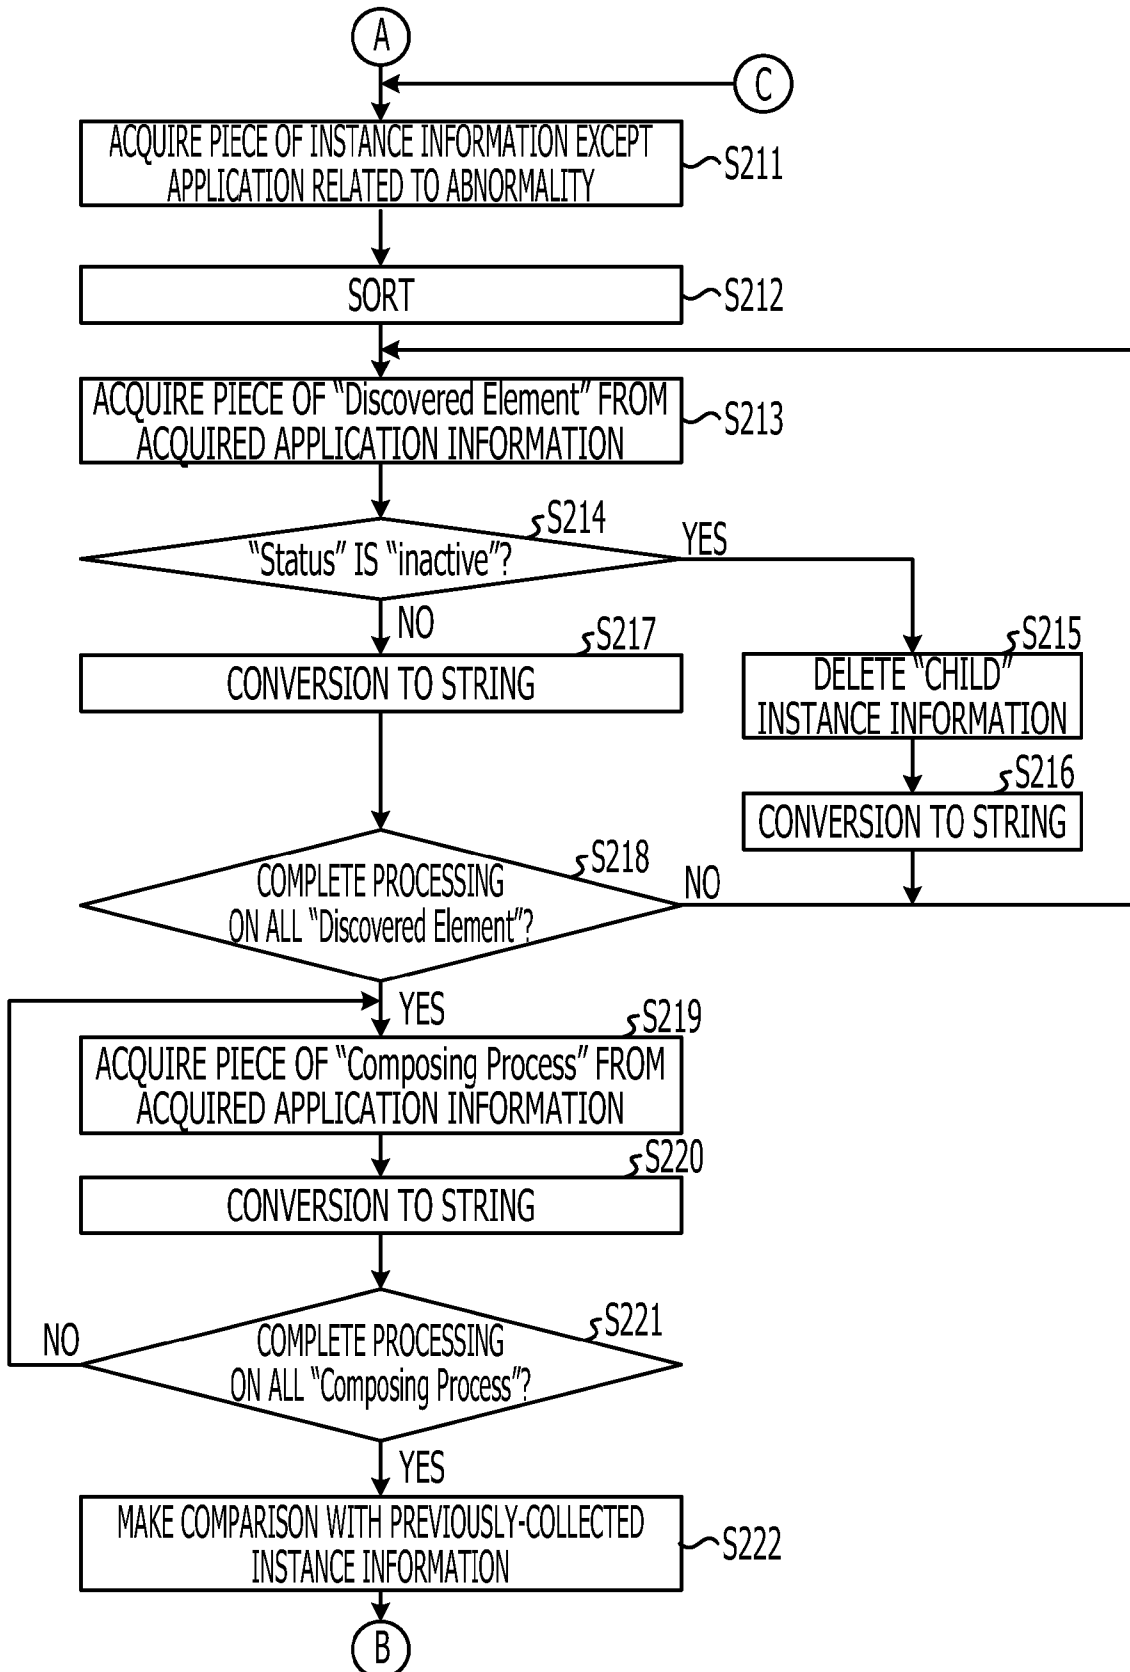 A
C
ACQUIRE PIECE OF INSTANCE INFORMATION EXCEPT
APPLICATION RELATED TO ABNORMALITY
S211
SORT
S212
ACQUIRE PIECE OF “Discovered Element” FROM
ACQUIRED APPLICATION INFORMATION
S213
S214
“Status” IS “inactive”?
YES
NO
S217
CONVERSION TO STRING
S215
DELETE “CHILD”
INSTANCE INFORMATION
S216
CONVERSION TO STRING
S218
COMPLETE PROCESSING
ON ALL “Discovered Element”?
NO
YES
S219
ACQUIRE PIECE OF “Composing Process” FROM
ACQUIRED APPLICATION INFORMATION
S220
CONVERSION TO STRING
S221
COMPLETE PROCESSING
ON ALL “Composing Process”?
NO
YES
MAKE COMPARISON WITH PREVIOUSLY-COLLECTED
INSTANCE INFORMATION
S222
B